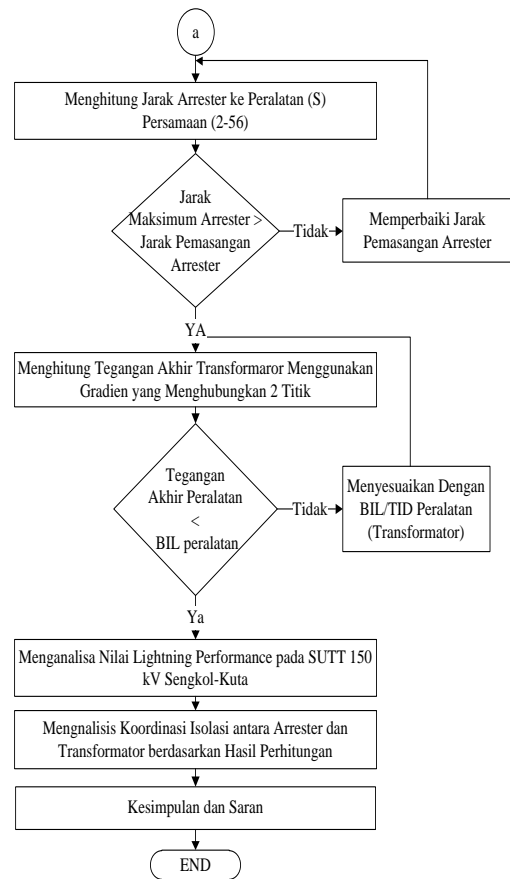 a
Menghitung Jarak Arrester ke Peralatan (S)
Persamaan (2-56)
Jarak
Maksimum Arrester >
Jarak Pemasangan
Arrester
Tidak
Memperbaiki Jarak
Pemasangan Arrester
YA
Menghitung Tegangan Akhir Transformaror Menggunakan
Gradien yang Menghubungkan 2 Titik
Tegangan
Akhir Peralatan
<
BIL peralatan
Tidak
Menyesuaikan Dengan
BIL/TID Peralatan
(Transformator)
Ya
Menganalisa Nilai Lightning Performance pada SUTT 150
kV Sengkol-Kuta
Mengnalisis Koordinasi Isolasi antara Arrester dan
Transformator berdasarkan Hasil Perhitungan
Kesimpulan dan Saran
END